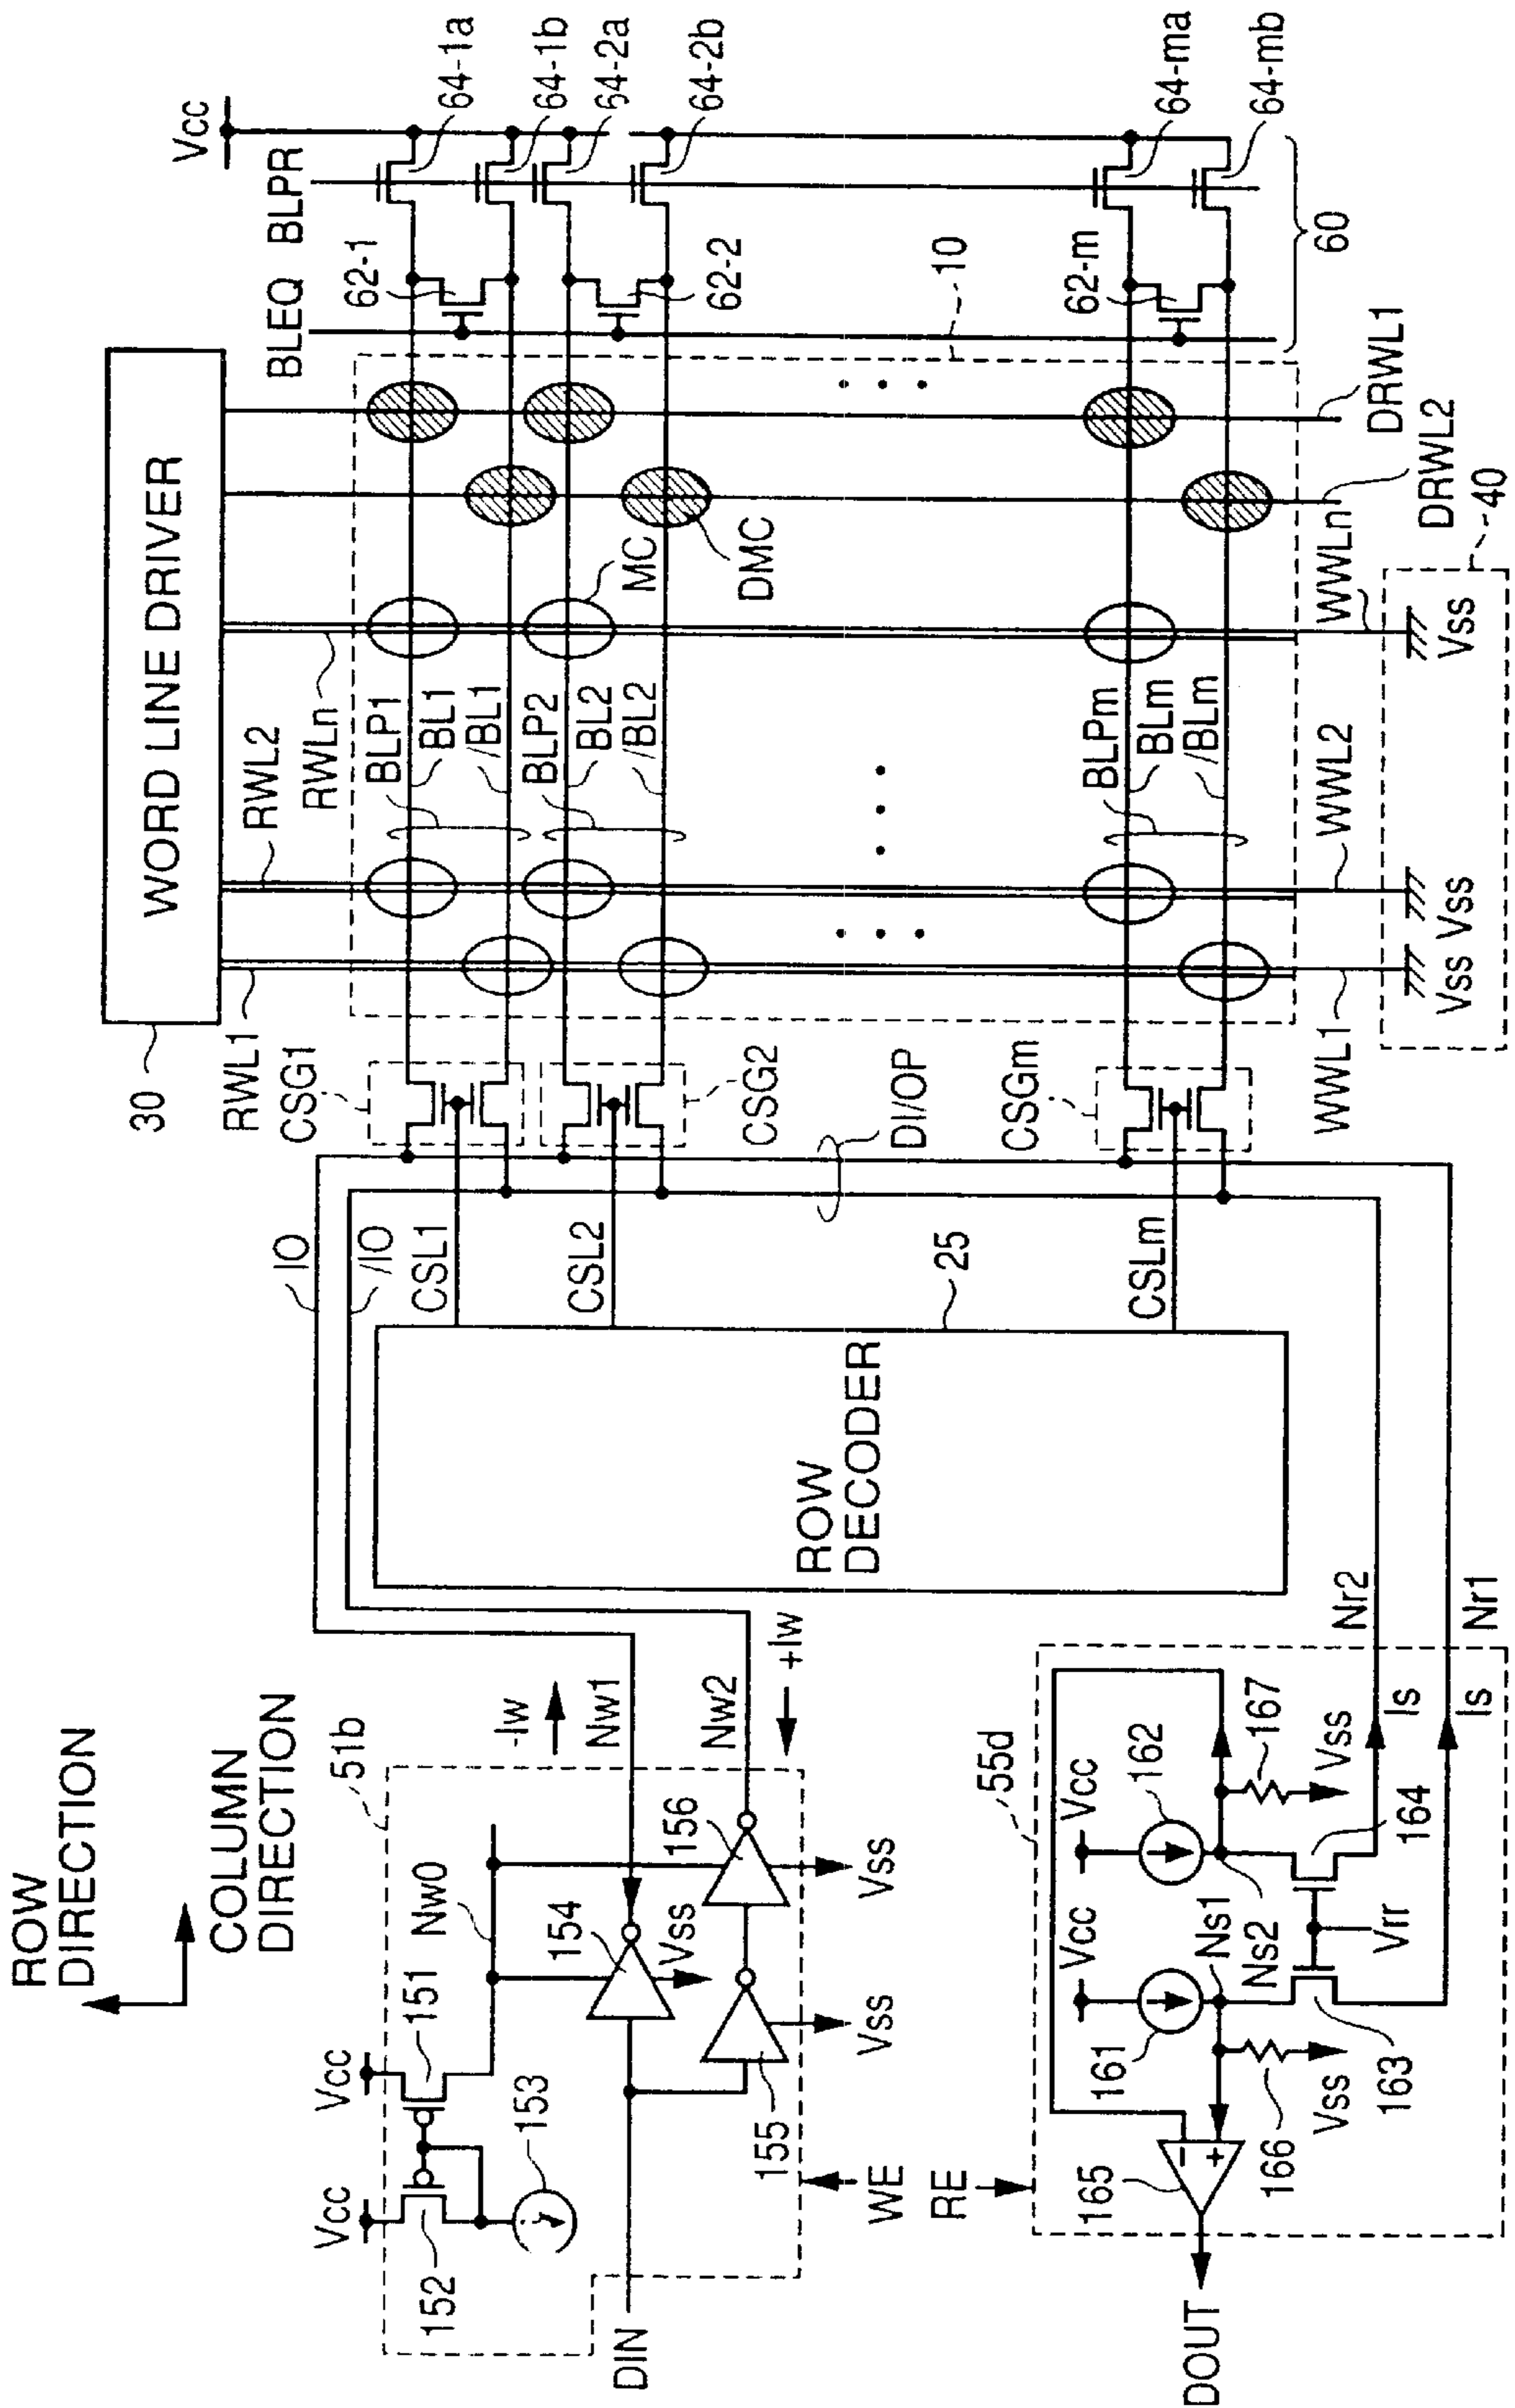 ROW
DIRECTION
COLUMN
DIRECTION
Vcc
Vcc
152
151
153
Nw0
51b
-Iw
Nw1
154
Vss
156
Nw2
+Iw
155
Vss
Vss
DIN
WE
RE
IO
/IO
CSL1
CSL2
CSLm
ROW
DECODER
25
DI/OP
30
WORD LINE DRIVER
RWL1
RWL2
RWLn
CSG1
CSG2
CSGm
BLP1
BL1
/BL1
BLP2
BL2
/BL2
BLPm
BLm
/BLm
MC
DMC
10
BLEQ
BLPR
Vcc
62-1
62-2
62-m
64-1a
64-1b
64-2a
64-2b
64-ma
64-mb
60
DRWL1
DRWL2
WWL1
WWL2
WWLn
Vss
Vss
Vss
40
55d
Vcc
Vcc
161
162
Ns1
Ns2
167
Vss
164
Vrr
163
166
Vss
165
DOUT
Nr2
Is
Nr1
Is